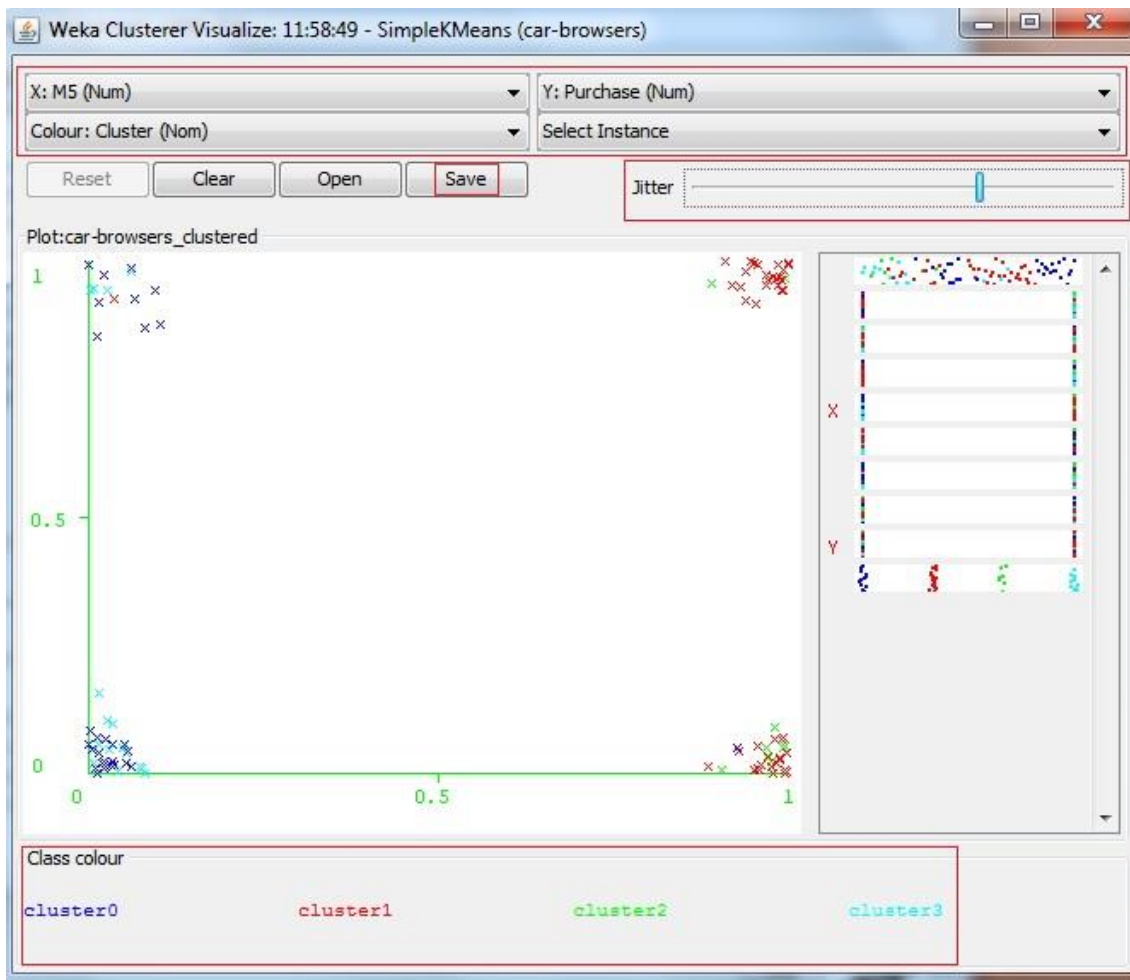 Weka Clusterer Visualize: 11:58:49 - SimpleKMeans (car-browsers)
X: M5 (Num) Y: Purchase (Num)
Colour: Cluster (Nom) Select Instance
Reset Clear Open Save Jitter
Plot:car-browsers_clustered
1
0.5
0
0 0.5 1
X
Y
Class colour
cluster0 cluster1 cluster2 cluster3